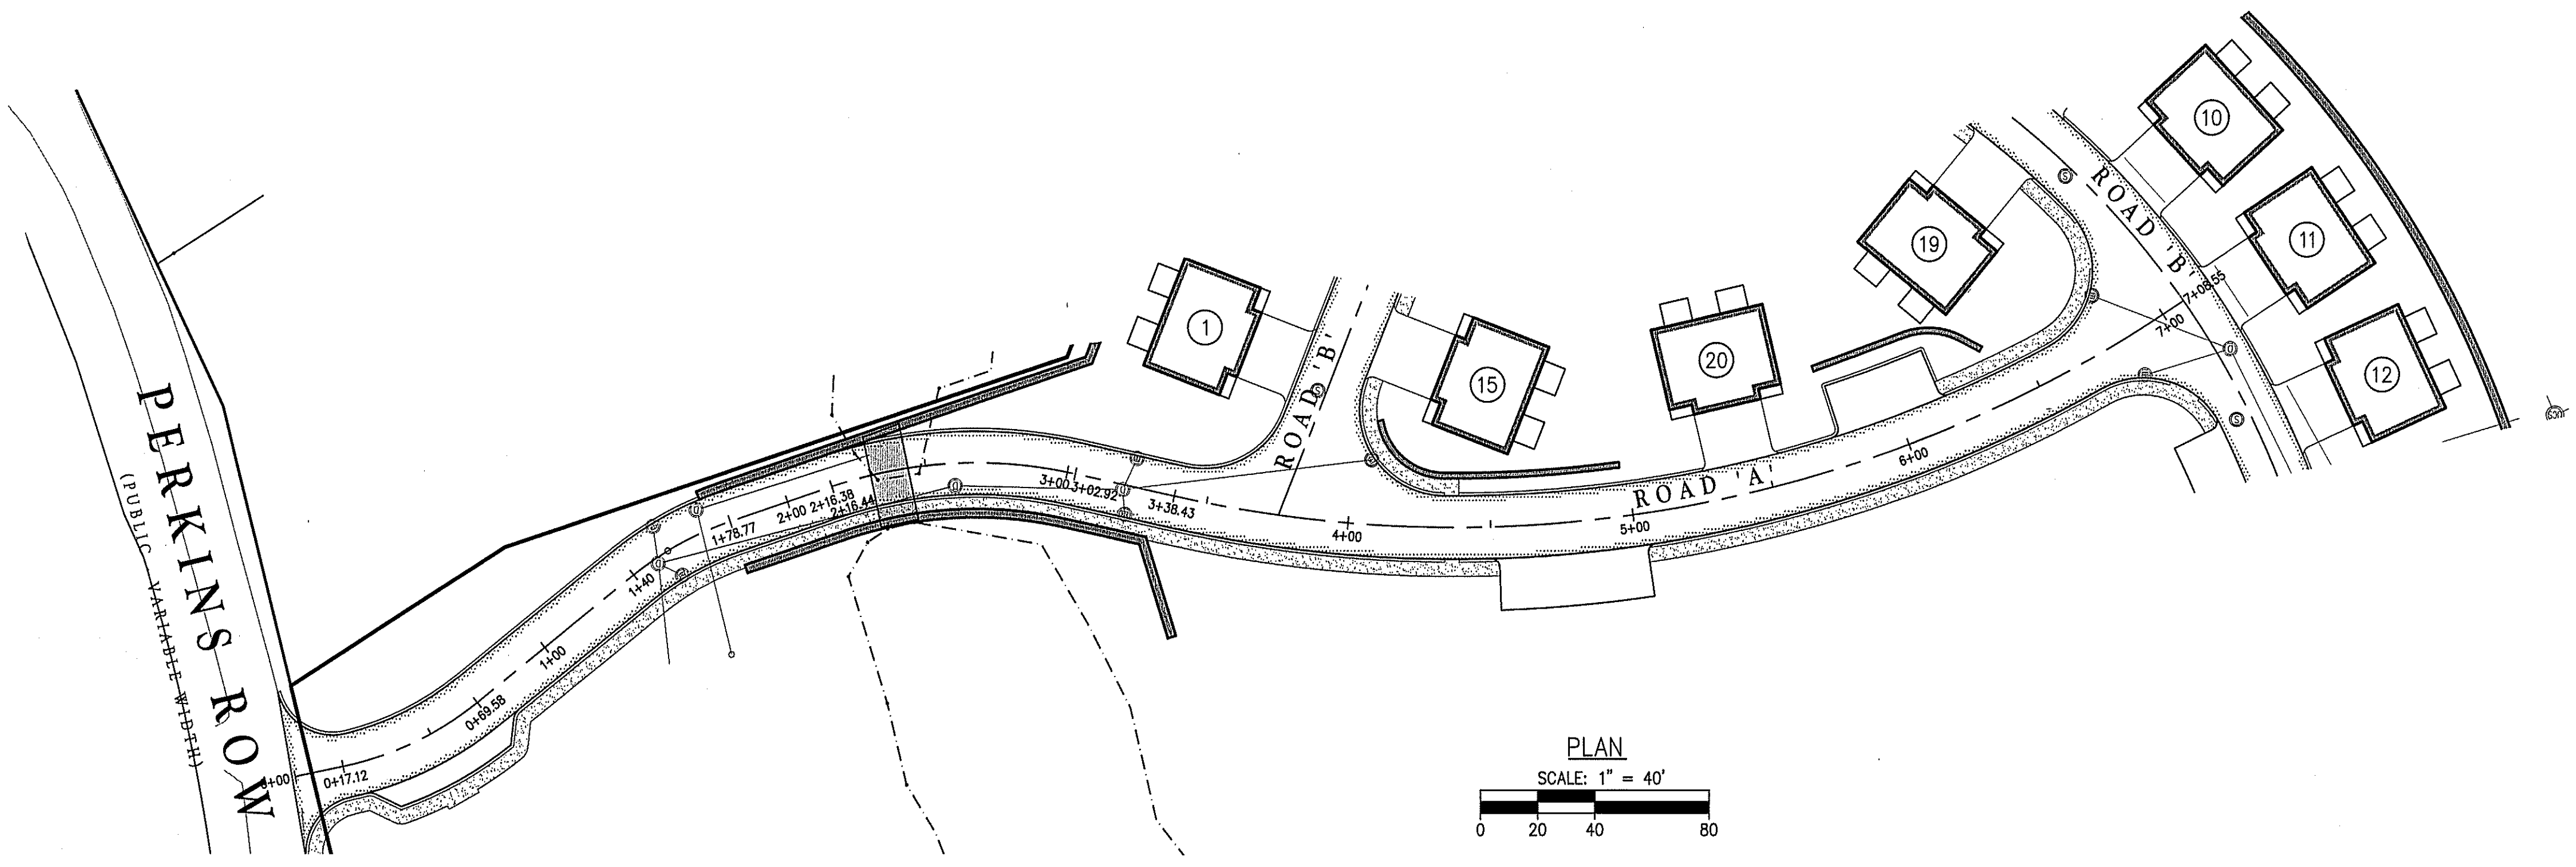 PERKINS ROW
(PUBLIC VARIABLE WIDTH)
0+17.12
0+69.58
1+00
1+40
1+78.77
2+00
2+16.38
2+16.44
3+00
3+02.92
3+38.43
4+00
5+00
6+00
7+00
7+08.55
ROAD 'A'
ROAD 'B'
ROAD 'B'
1
15
20
19
10
11
12
S
S
S
PLAN
SCALE: 1" = 40'
0 20 40 80